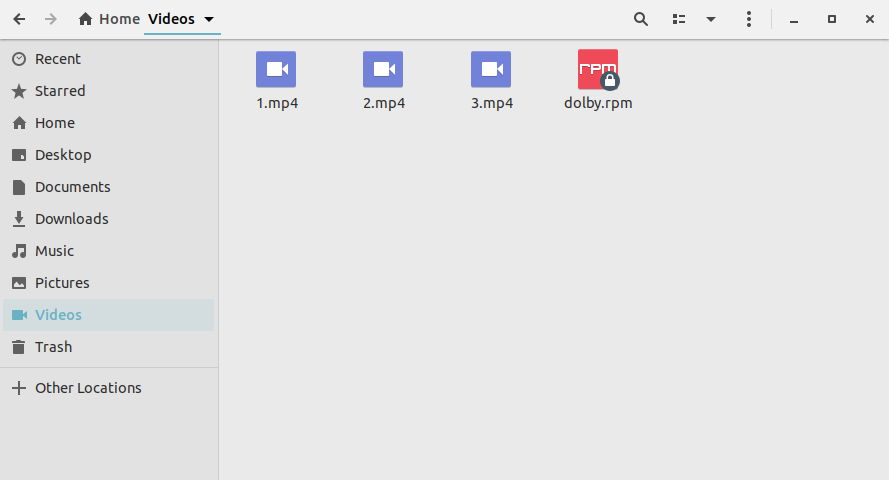 Home Videos
Recent
Starred
Home
Desktop
Documents
Downloads
Music
Pictures
Videos
Trash
Other Locations
rpm
1.mp4 2.mp4 3.mp4 dolby.rpm